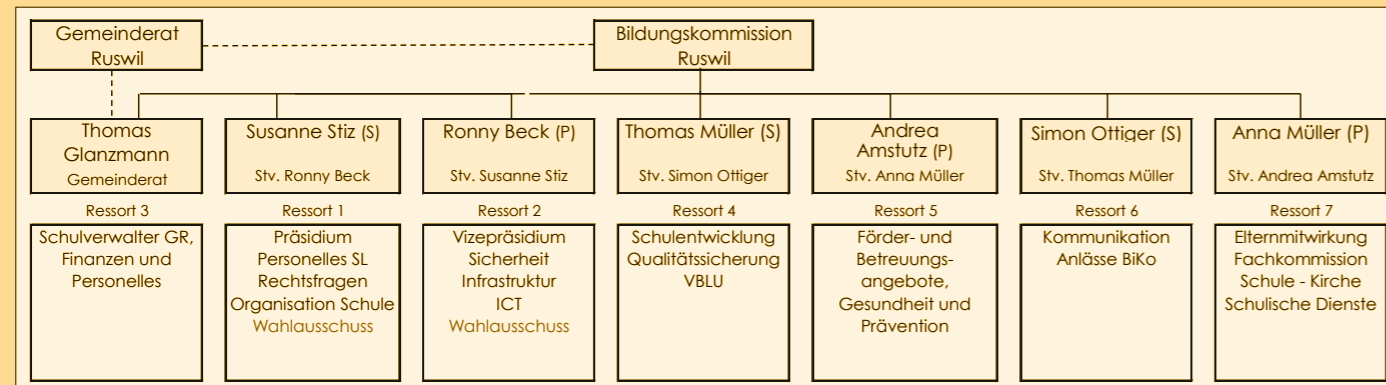 Gemeinderat
Ruswil
Bildungskommission
Ruswil
Thomas
Glanzmann
Gemeinderat
Susanne Stiz (S)
Stv. Ronny Beck
Ronny Beck (P)
Stv. Susanne Stiz
Thomas Müller (S)
Stv. Simon Ottiger
Andrea
Amstutz (P)
Stv. Anna Müller
Simon Ottiger (S)
Stv. Thomas Müller
Anna Müller (P)
Stv. Andrea Amstutz
Ressort 3
Ressort 1
Ressort 2
Ressort 4
Ressort 5
Ressort 6
Ressort 7
Schulverwalter GR,
Finanzen und
Personelles
Präsidium
Personelles SL
Rechtsfragen
Organisation Schule
Wahlausschuss
Vizepräsidium
Sicherheit
Infrastruktur
ICT
Wahlausschuss
Schulentwicklung
Qualitätssicherung
VBLU
Förder- und
Betreuungs-
angebote,
Gesundheit und
Prävention
Kommunikation
Anlässe BiKo
Elternmitwirkung
Fachkommission
Schule - Kirche
Schulische Dienste